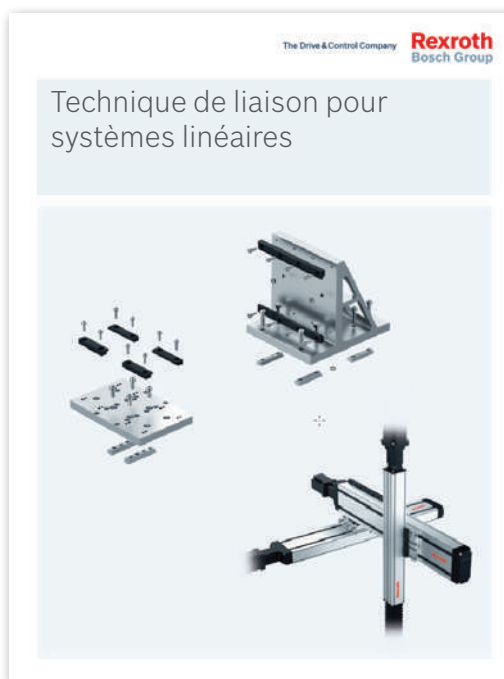 The Drive & Control Company
Rexroth
Bosch Group
Technique de liaison pour
systèmes linéaires